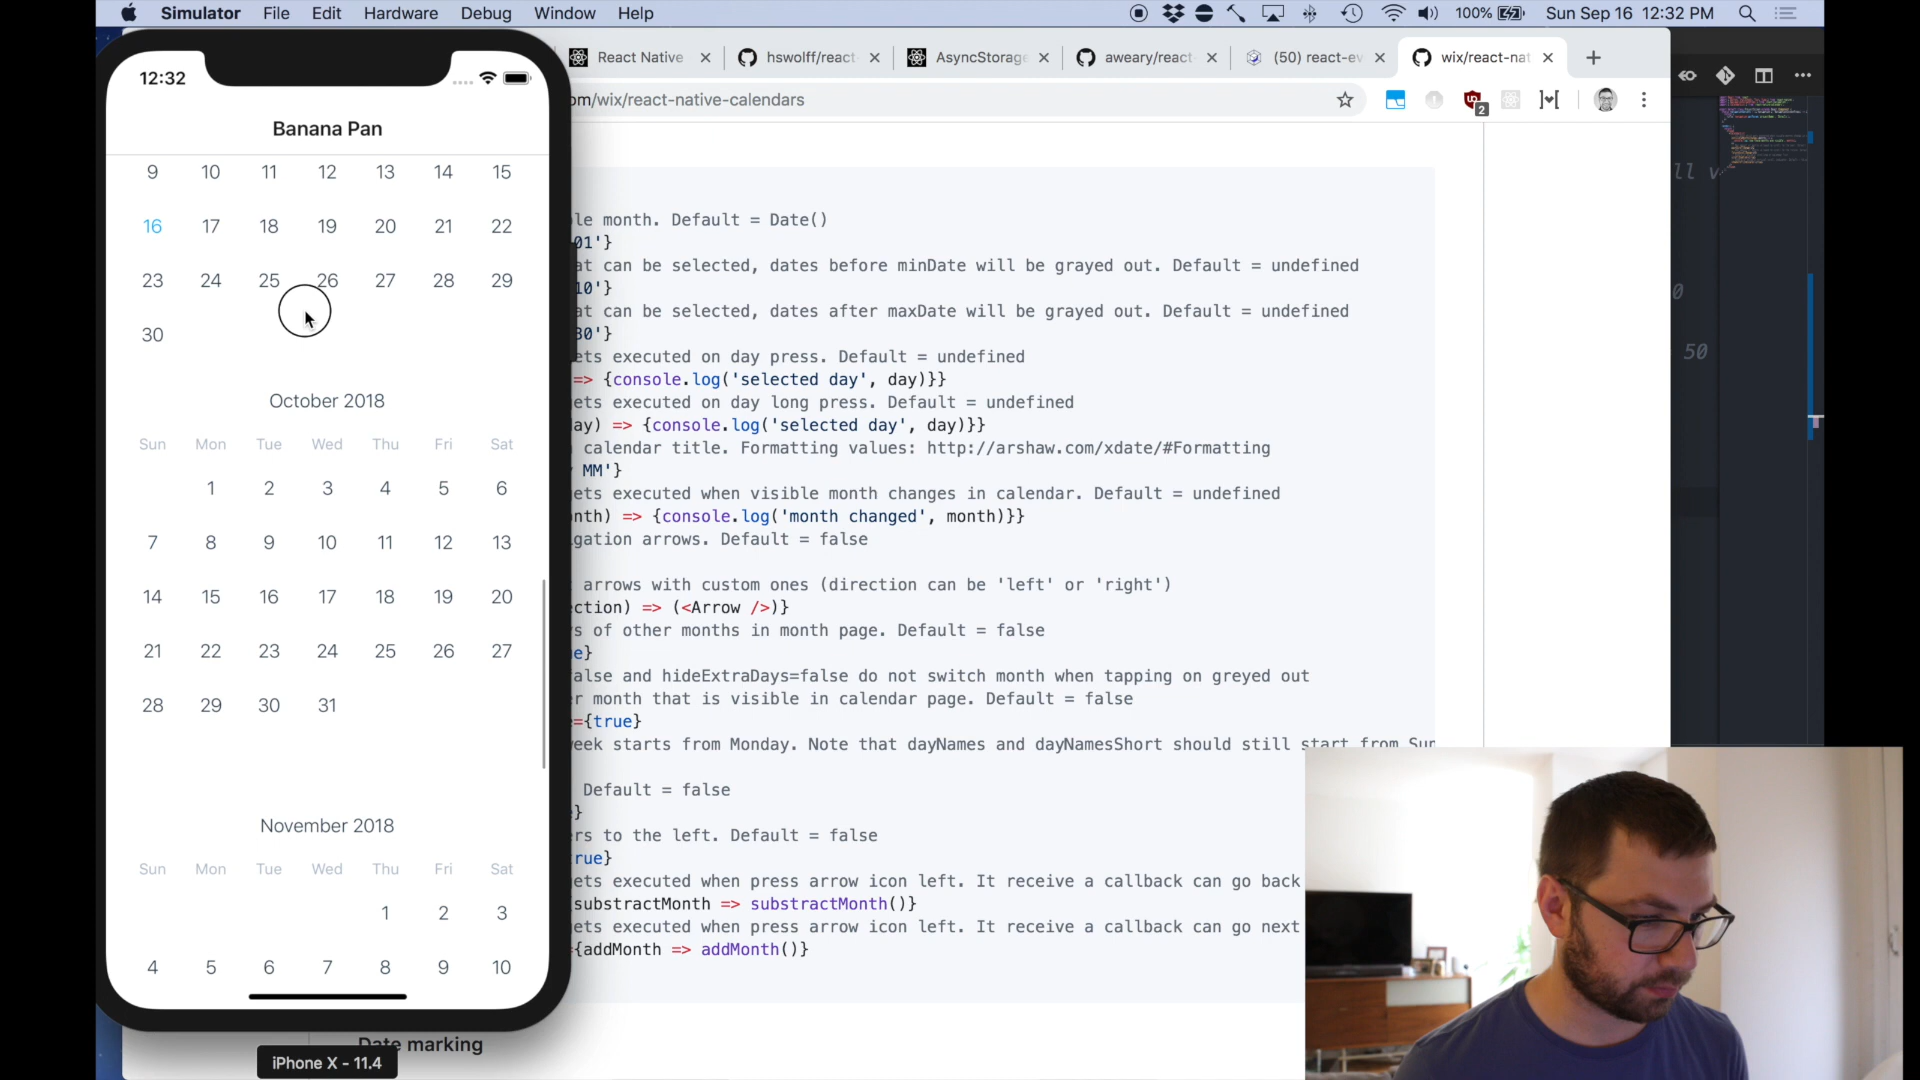 Simulator File Edit Hardware Debug Window Help 100% Sun Sep 16 12:32 PM
React Native hswolff/react- AsyncStorage aweary/react- (50) react-ev wix/react-nat
om/wix/react-native-calendars 2
12:32
Banana Pan
9 10 11 12 13 14 15
16 17 18 19 20 21 22
23 24 25 26 27 28 29
30
October 2018
Sun Mon Tue Wed Thu Fri Sat
1 2 3 4 5 6
7 8 9 10 11 12 13
14 15 16 17 18 19 20
21 22 23 24 25 26 27
28 29 30 31
November 2018
Sun Mon Tue Wed Thu Fri Sat
1 2 3
4 5 6 7 8 9 10
iPhone X - 11.4
le month. Default = Date()
01'}
at can be selected, dates before minDate will be grayed out. Default = undefined
10'}
at can be selected, dates after maxDate will be grayed out. Default = undefined
30'}
ets executed on day press. Default = undefined
=> {console.log('selected day', day)}}
ets executed on day long press. Default = undefined
ay) => {console.log('selected day', day)}}
calendar title. Formatting values: http://arshaw.com/xdate/#Formatting
MM'}
ets executed when visible month changes in calendar. Default = undefined
nth) => {console.log('month changed', month)}}
igation arrows. Default = false
arrows with custom ones (direction can be 'left' or 'right')
ction) => (<Arrow />)}
s of other months in month page. Default = false
e}
alse and hideExtraDays=false do not switch month when tapping on greyed out
r month that is visible in calendar page. Default = false
={true}
week starts from Monday. Note that dayNames and dayNamesShort should still start from Sun
Default = false
}
rs to the left. Default = false
rue}
ets executed when press arrow icon left. It receive a callback can go back
substractMonth => substractMonth()}
ets executed when press arrow icon left. It receive a callback can go next
={addMonth => addMonth()}
Date marking
ll v
0
50